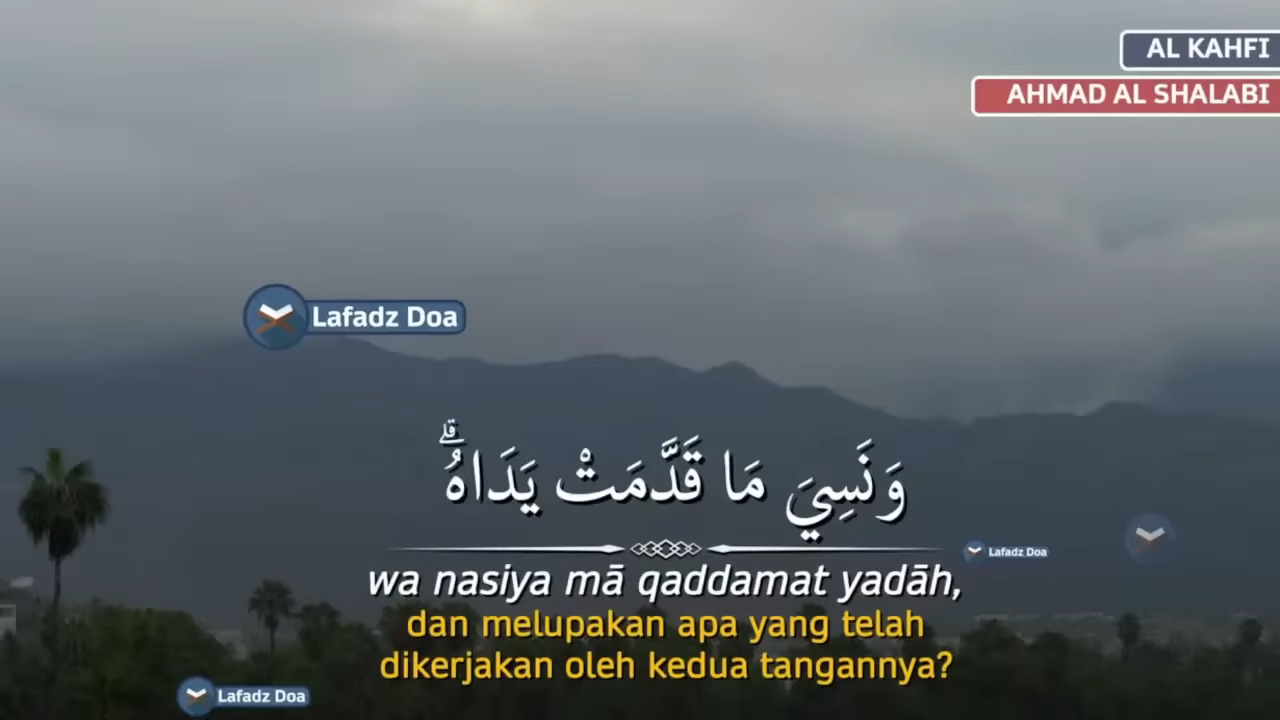 AL KAHFI
AHMAD AL SHALABI
Lafadz Doa
وَنَسِيَ مَا قَدَّمَتْ يَدَاهُۗ
Lafadz Doa
wa nasiya mā qaddamat yadāh,
dan melupakan apa yang telah
dikerjakan oleh kedua tangannya?
Lafadz Doa